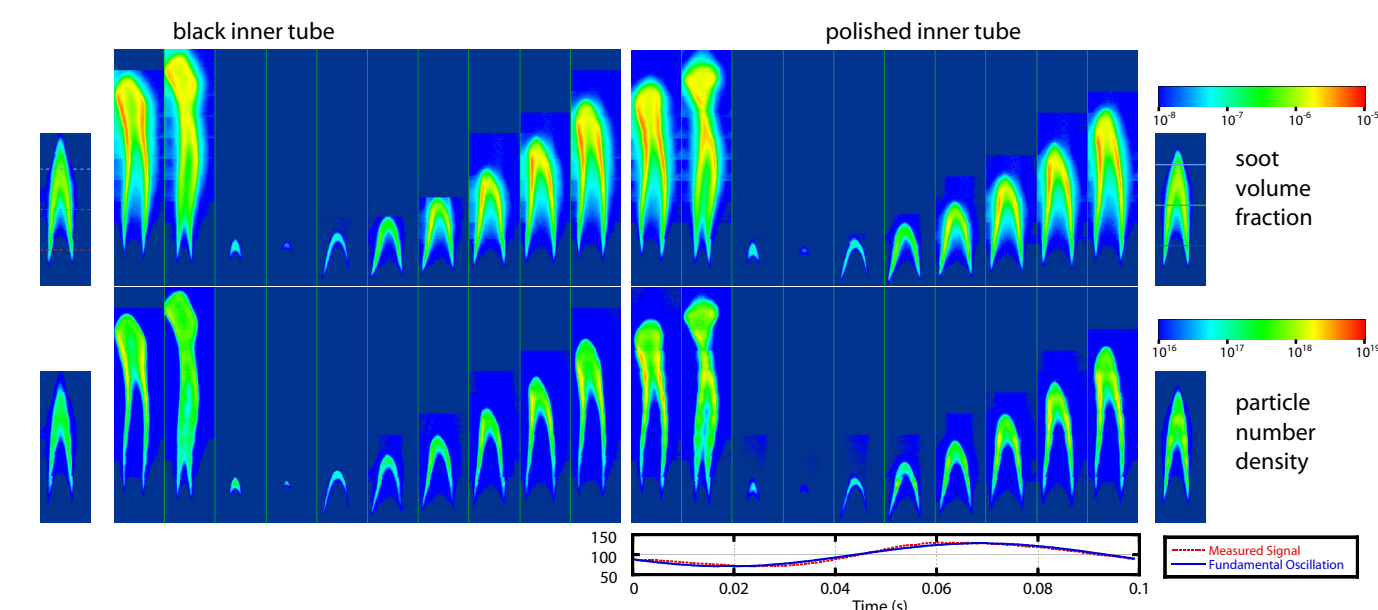 black inner tube
polished inner tube
10-8 10-7 10-6 10-5
soot
volume
fraction
1016 1017 1018 1019
particle
number
density
150
100
50
0 0.02 0.04 0.06 0.08 0.1
Time (s)
Measured Signal
Fundamental Oscillation